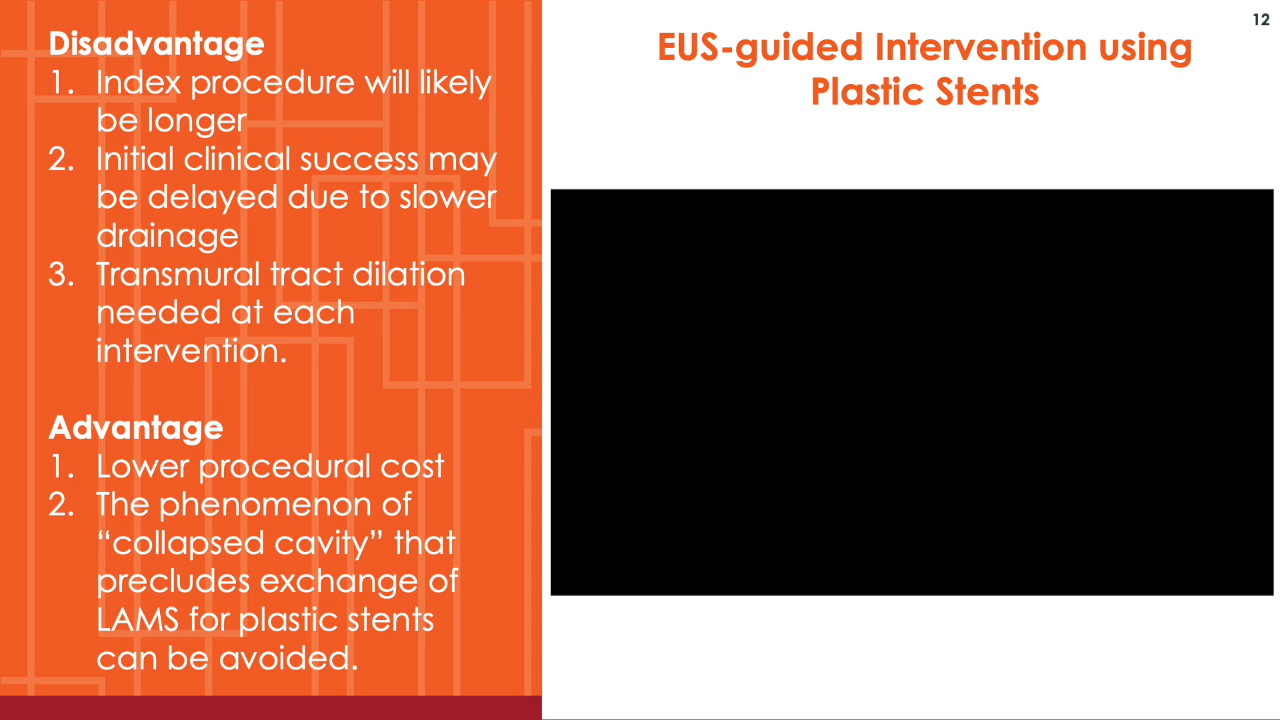 Disadvantage
1. Index procedure will likely
be longer
2. Initial clinical success may
be delayed due to slower
drainage
3. Transmural tract dilation
needed at each
intervention.
Advantage
1. Lower procedural cost
2. The phenomenon of
“collapsed cavity” that
precludes exchange of
LAMS for plastic stents
can be avoided.
12
EUS-guided Intervention using
Plastic Stents